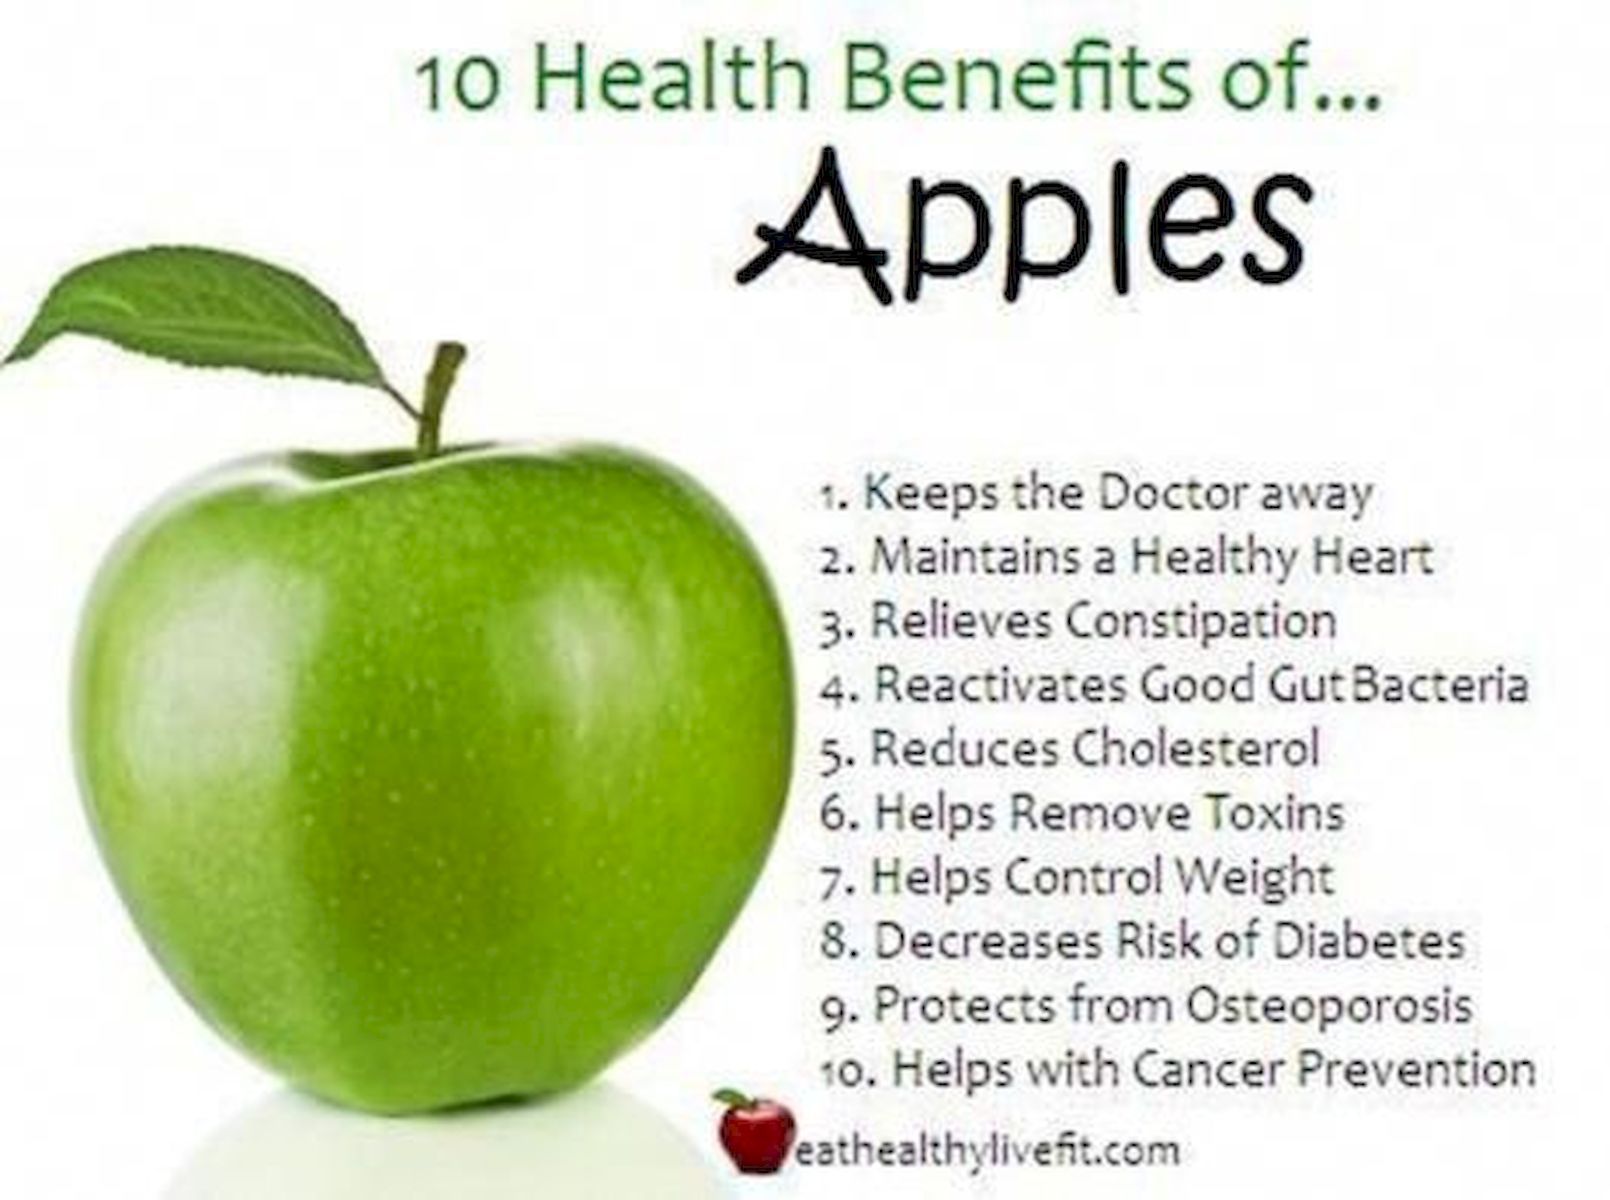 10 Health Benefits of...
Apples
1. Keeps the Doctor away
2. Maintains a Healthy Heart
3. Relieves Constipation
4. Reactivates Good Gut Bacteria
5. Reduces Cholesterol
6. Helps Remove Toxins
7. Helps Control Weight
8. Decreases Risk of Diabetes
9. Protects from Osteoporosis
10. Helps with Cancer Prevention
eathealthylivefit.com